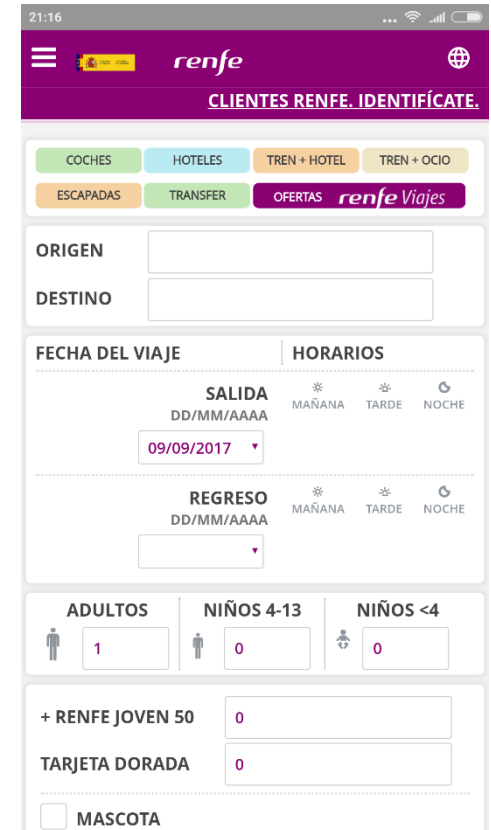 21:16
renfe
CLIENTES RENFE. IDENTIFÍCATE.
COCHES HOTELES TREN + HOTEL TREN + OCIO
ESCAPADAS TRANSFER OFERTAS renfe Viajes
ORIGEN
DESTINO
FECHA DEL VIAJE HORARIOS
SALIDA
DD/MM/AAAA
MAÑANA TARDE NOCHE
09/09/2017
REGRESO
DD/MM/AAAA
MAÑANA TARDE NOCHE
ADULTOS NIÑOS 4-13 NIÑOS <4
1 0 0
+ RENFE JOVEN 50 0
TARJETA DORADA 0
MASCOTA